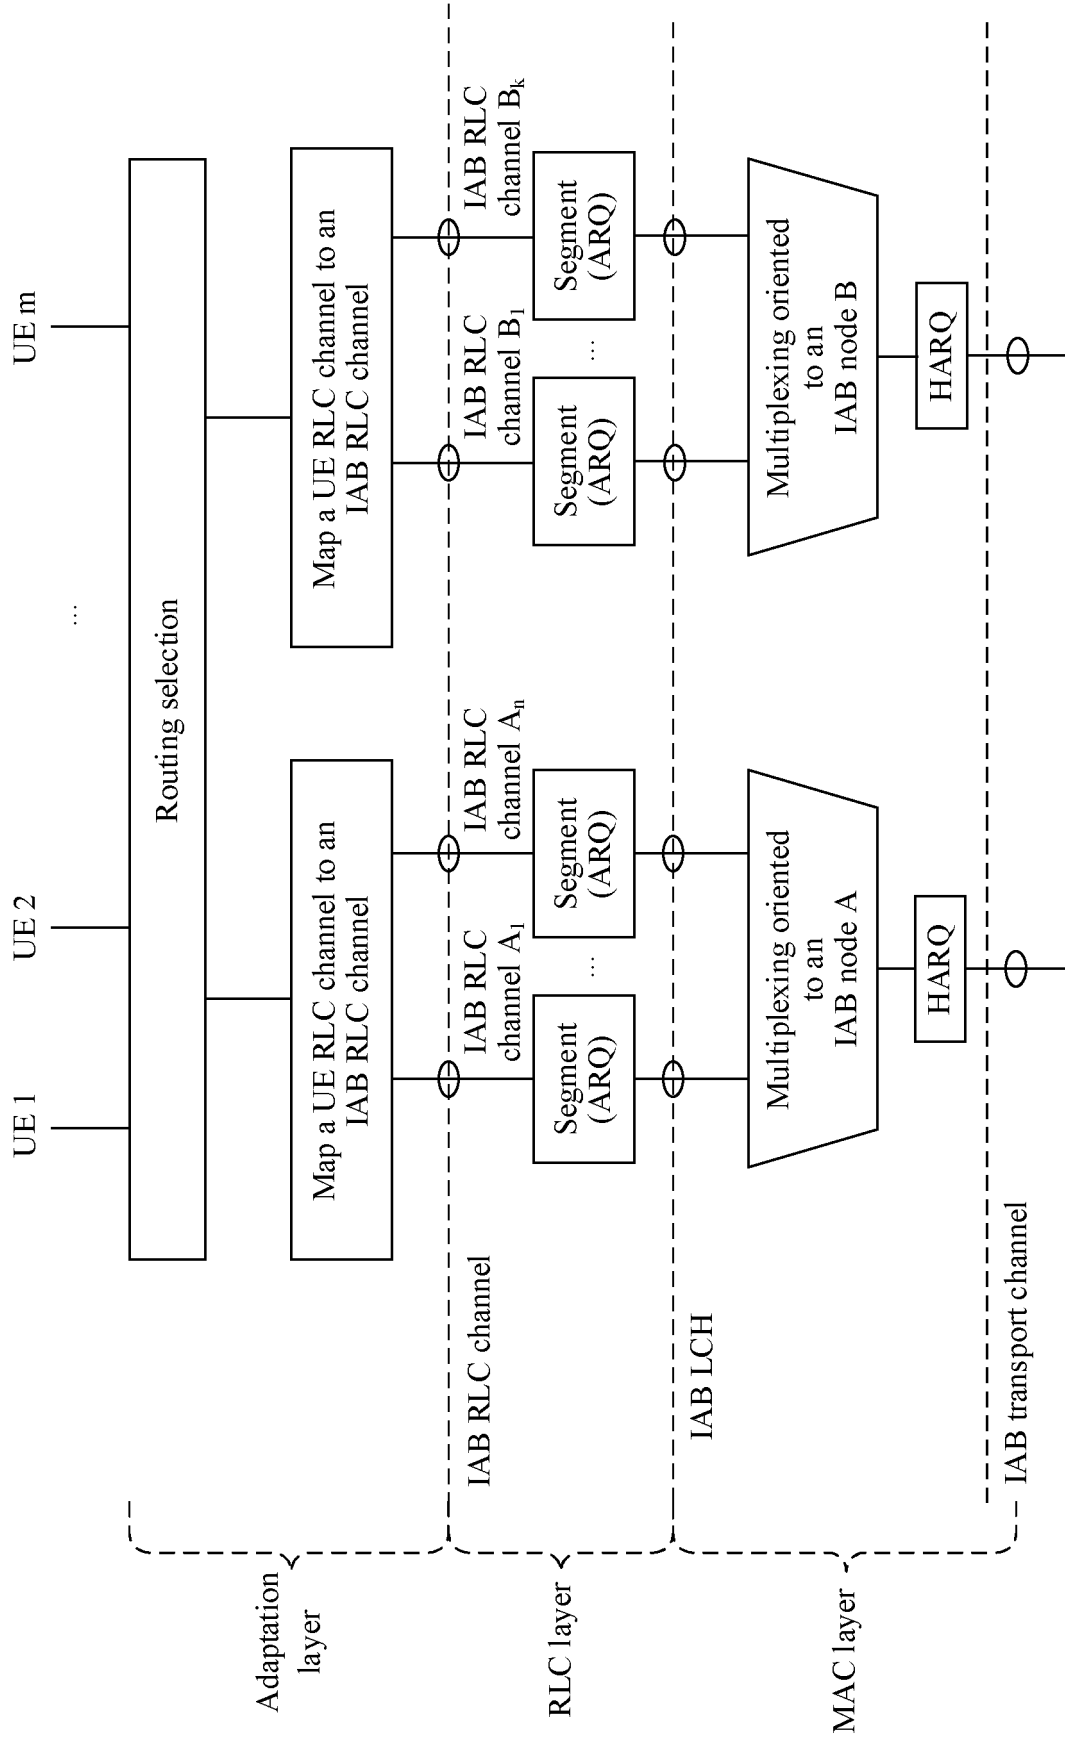 UE 1
UE 2
...
UE m
Adaptation
layer
Routing selection
Map a UE RLC channel to an
IAB RLC channel
Map a UE RLC channel to an
IAB RLC channel
IAB RLC channel
IAB RLC
channel A1
IAB RLC
channel An
IAB RLC
channel B1
IAB RLC
channel Bk
RLC layer
Segment
(ARQ)
...
Segment
(ARQ)
Segment
(ARQ)
...
Segment
(ARQ)
IAB LCH
MAC layer
Multiplexing oriented
to an
IAB node A
Multiplexing oriented
to an
IAB node B
HARQ
HARQ
IAB transport channel